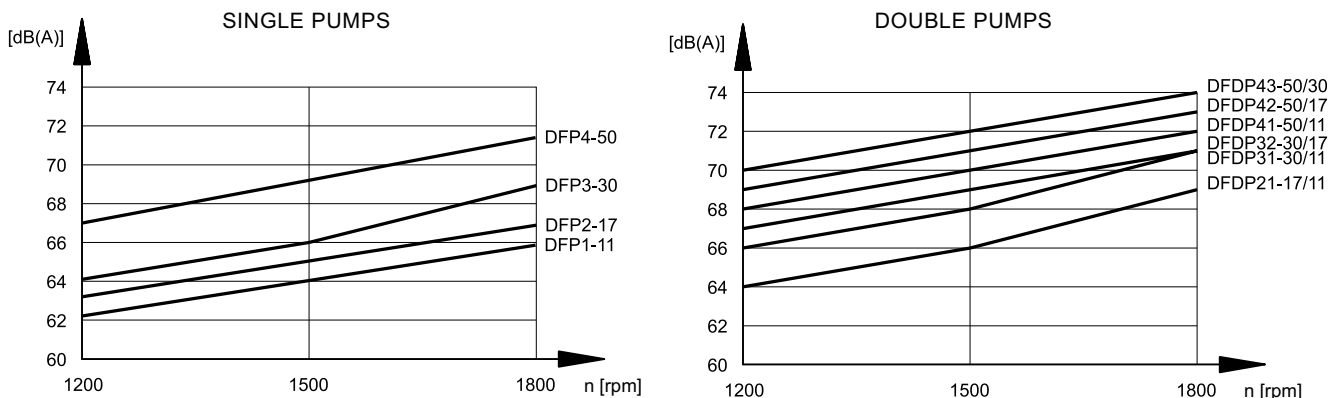 SINGLE PUMPS
[dB(A)]
74
72
70
68
66
64
62
60
1200
1500
1800
n [rpm]
DFP4-50
DFP3-30
DFP2-17
DFP1-11
DOUBLE PUMPS
[dB(A)]
74
72
70
68
66
64
62
60
1200
1500
1800
n [rpm]
DFDP43-50/30
DFDP42-50/17
DFDP41-50/11
DFDP32-30/17
DFDP31-30/11
DFDP21-17/11